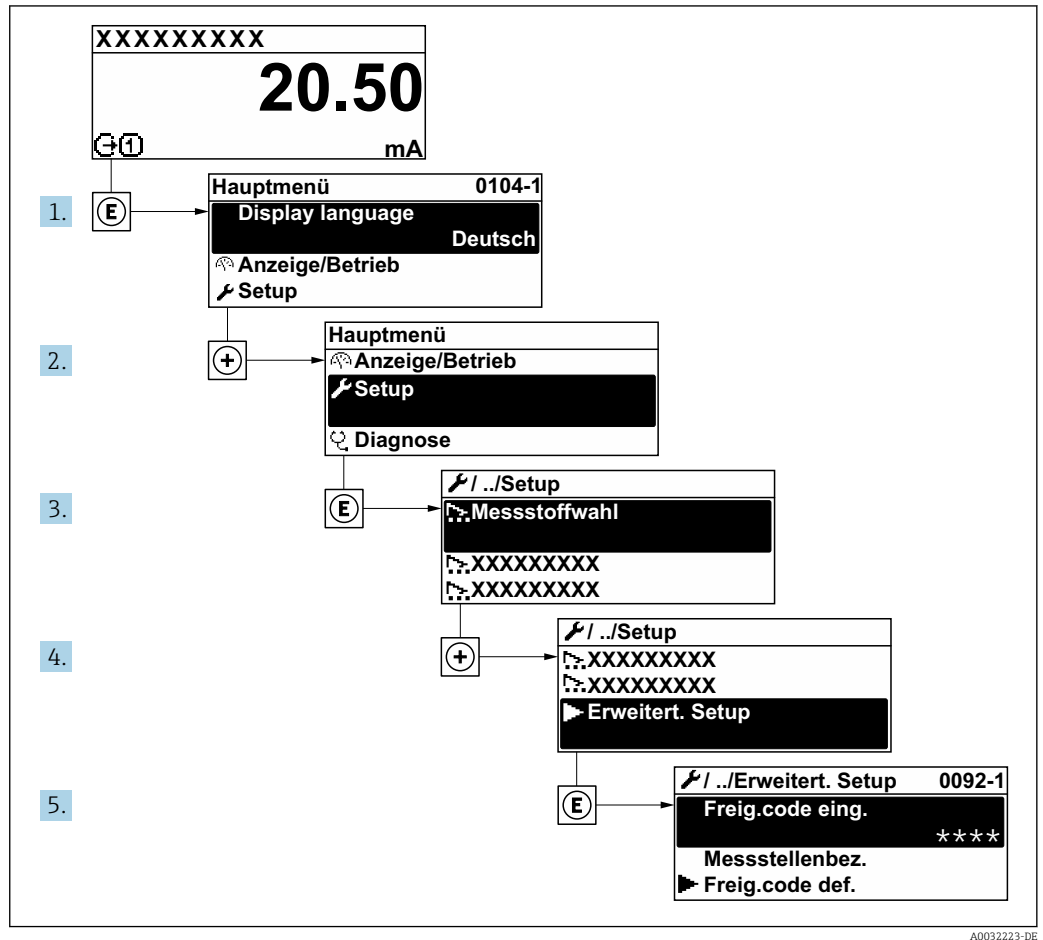 XXXXXXXXX
20.50
1
mA
1.
E
Hauptmenü 0104-1
Display language
Deutsch
Anzeige/Betrieb
Setup
2.
+
Hauptmenü
Anzeige/Betrieb
Setup
Diagnose
3.
E
/ ../Setup
Messstoffwahl
XXXXXXXXX
XXXXXXXXX
4.
+
/ ../Setup
XXXXXXXXX
XXXXXXXXX
Erweitert. Setup
5.
E
/ ../Erweitert. Setup 0092-1
Freig.code eing.
****
Messstellenbez.
Freig.code def.
A0032223-DE